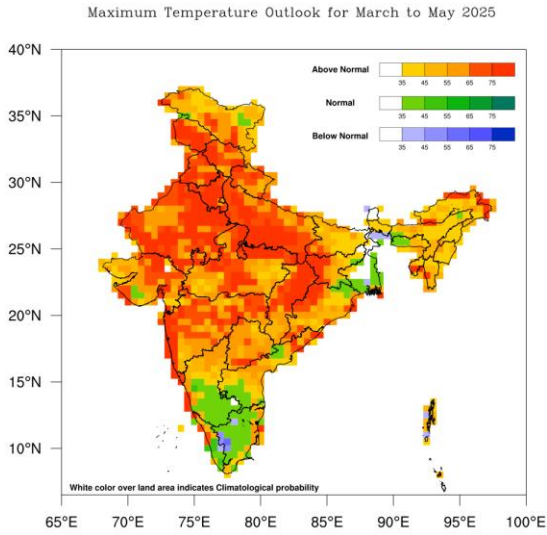 Maximum Temperature Outlook for March to May 2025
40°N
35°N
30°N
25°N
20°N
15°N
10°N
Above Normal
35 45 55 65 75
Normal
35 45 55 65 75
Below Normal
35 45 55 65 75
White color over land area indicates Climatological probability
65°E 70°E 75°E 80°E 85°E 90°E 95°E 100°E